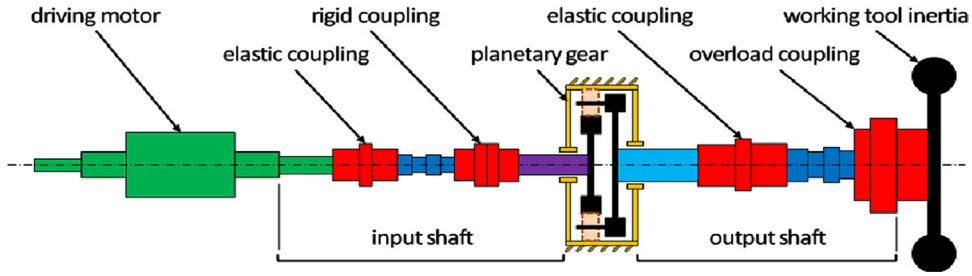 driving motor
rigid coupling
elastic coupling
working tool inertia
elastic coupling
planetary gear
overload coupling
input shaft
output shaft